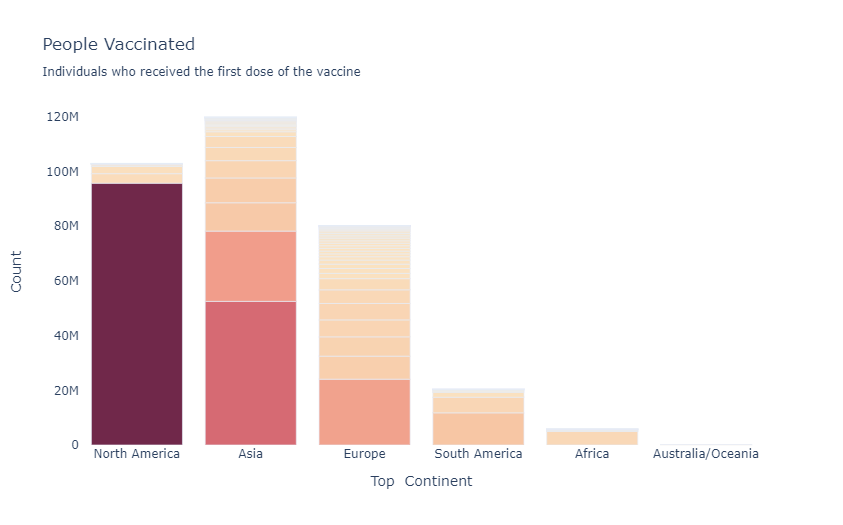 People Vaccinated
Individuals who received the first dose of the vaccine
120M
100M
80M
60M
40M
20M
0
Count
North America
Asia
Europe
South America
Africa
Australia/Oceania
Top  Continent